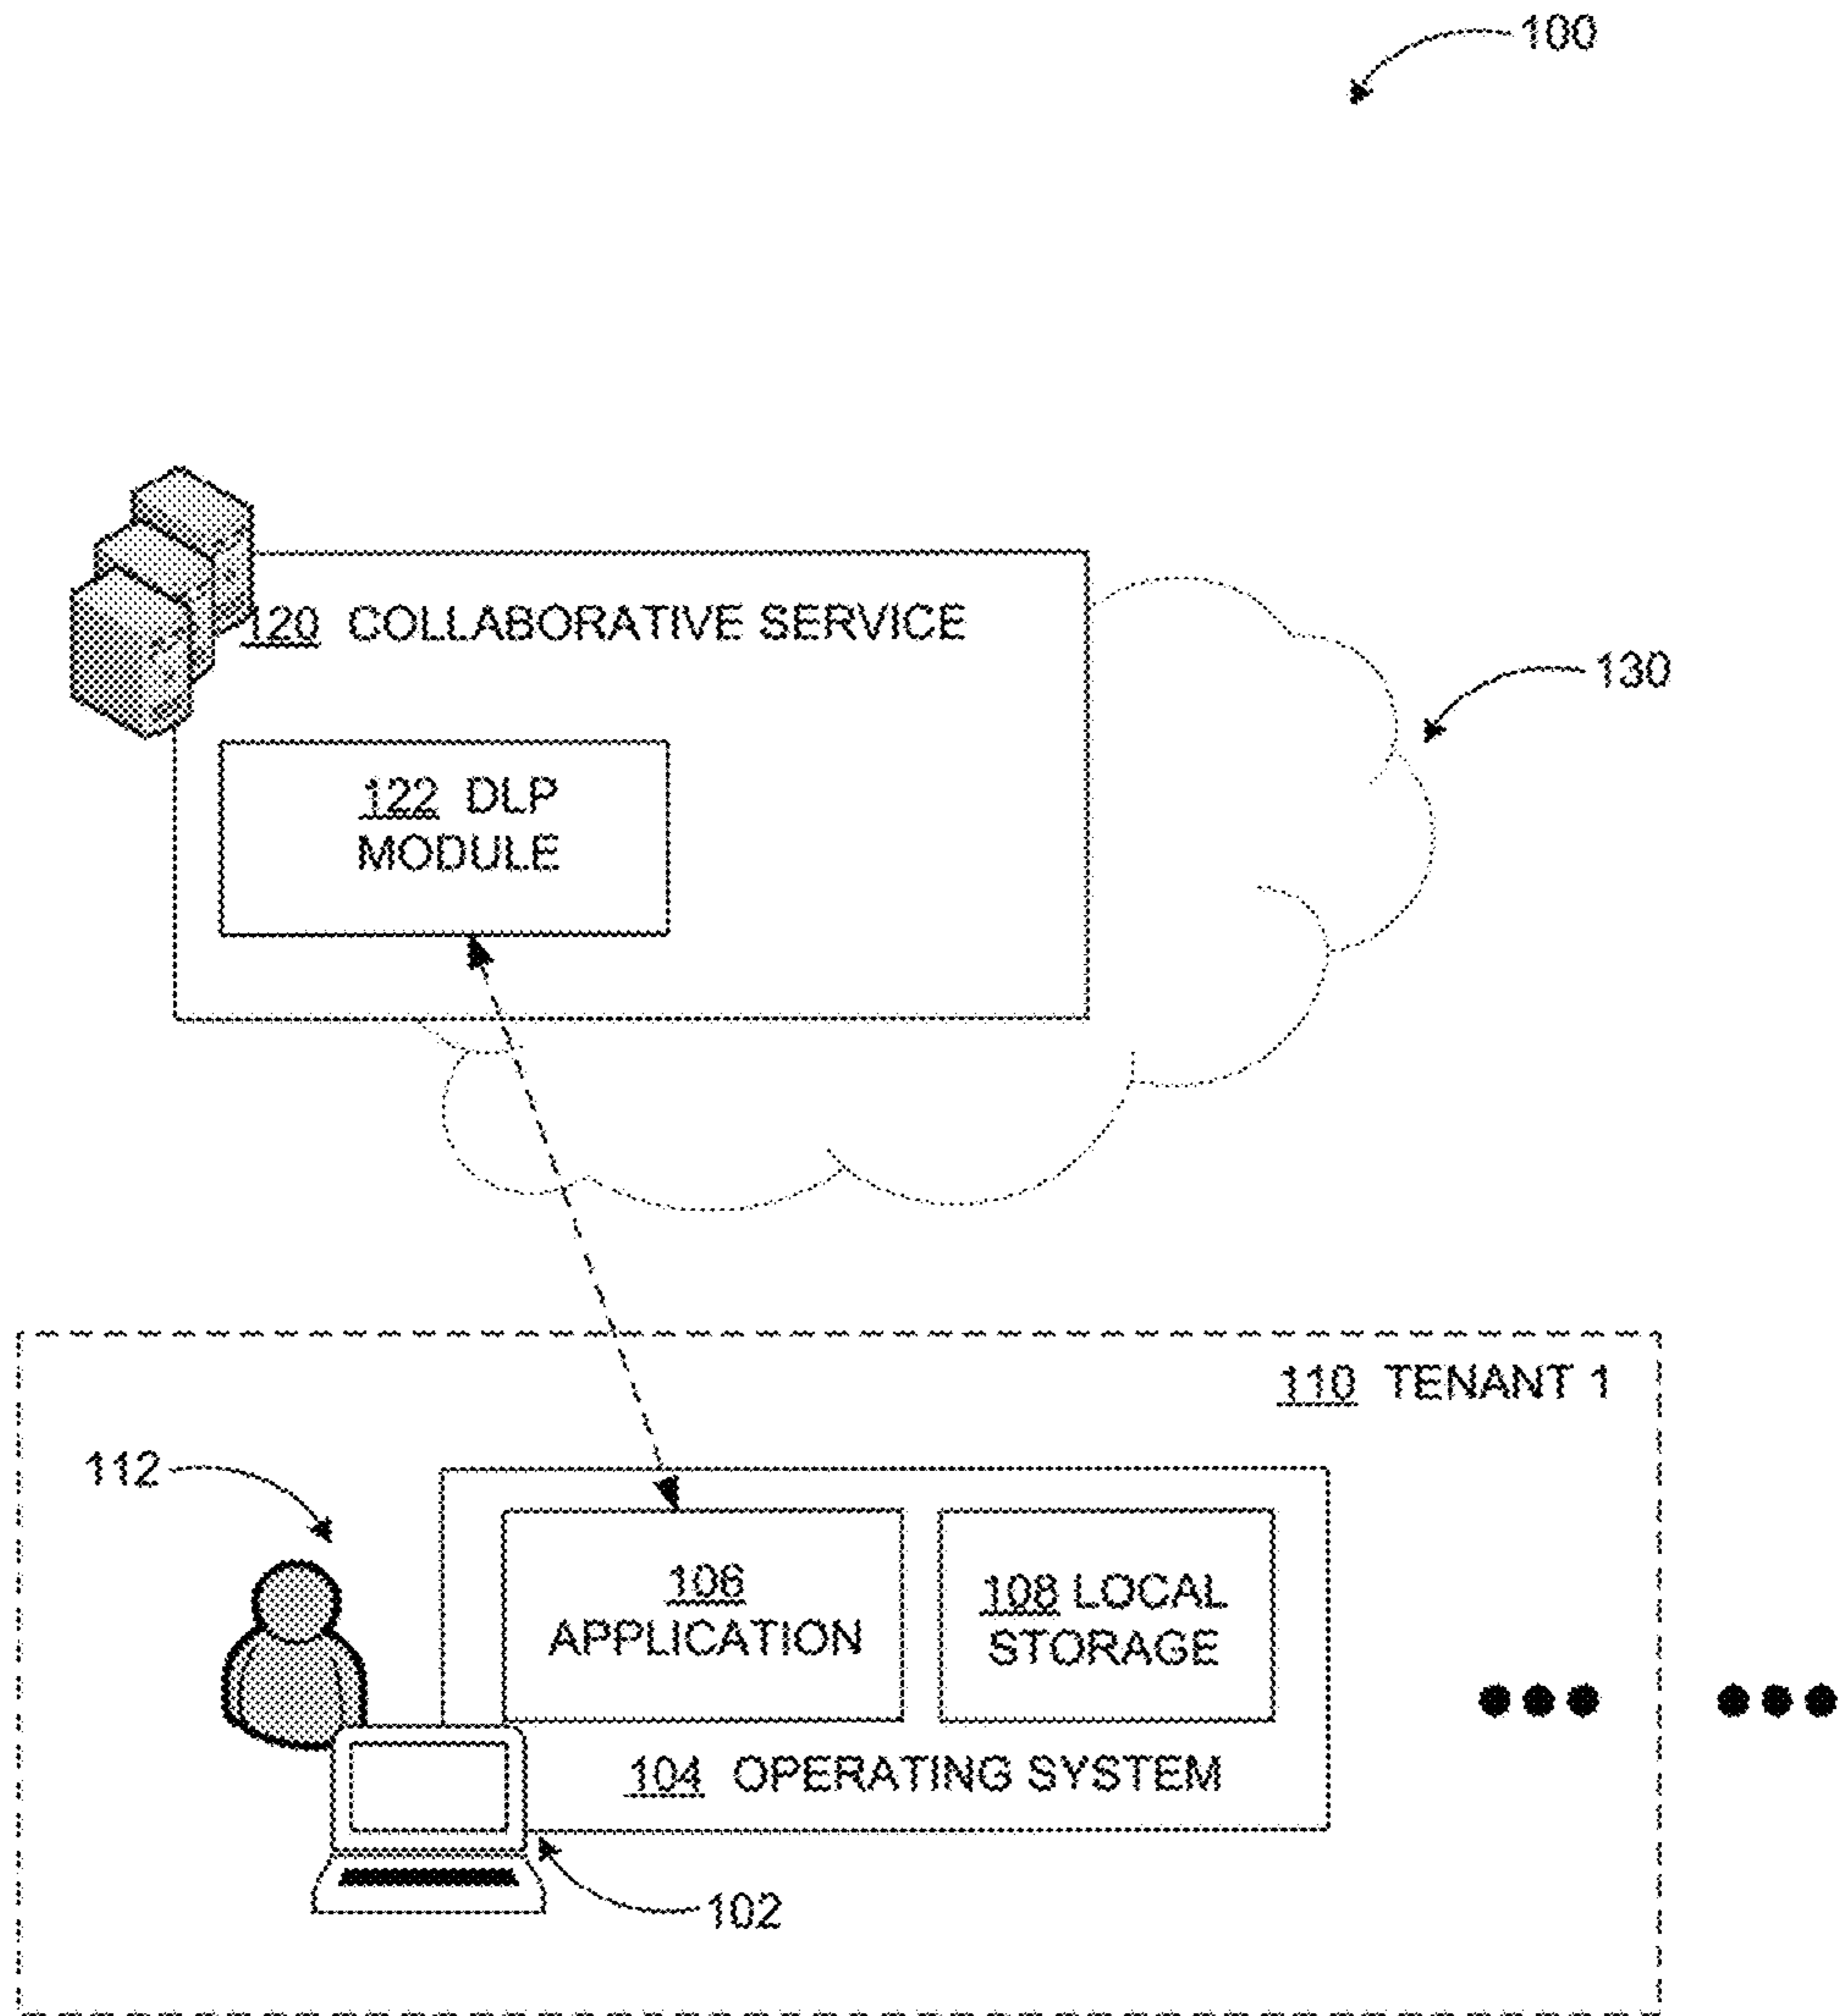 100
120 COLLABORATIVE SERVICE
130
122 DLP
MODULE
110 TENANT 1
112
106
APPLICATION
108 LOCAL
STORAGE
104 OPERATING SYSTEM
102